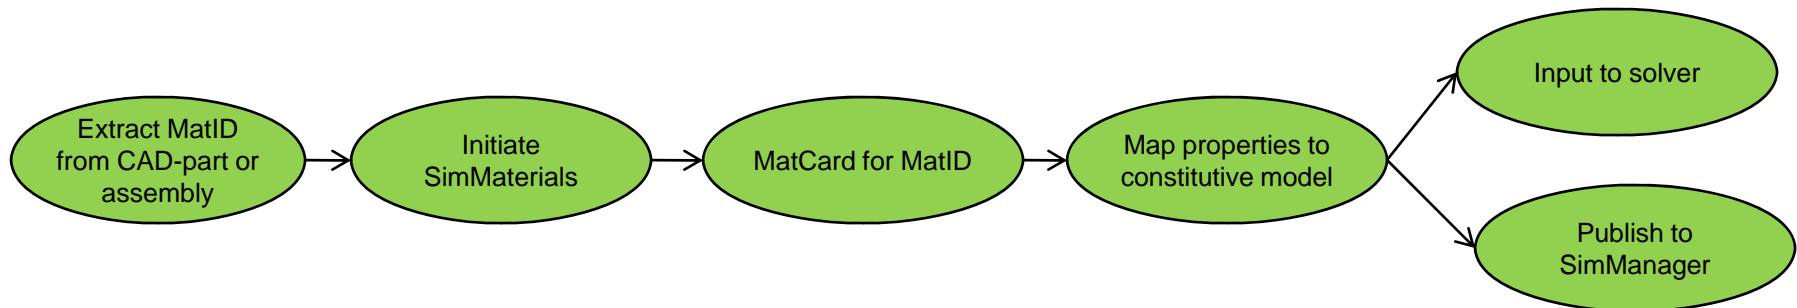 Extract MatID
from CAD-part or
assembly
Initiate
SimMaterials
MatCard for MatID
Map properties to
constitutive model
Input to solver
Publish to
SimManager